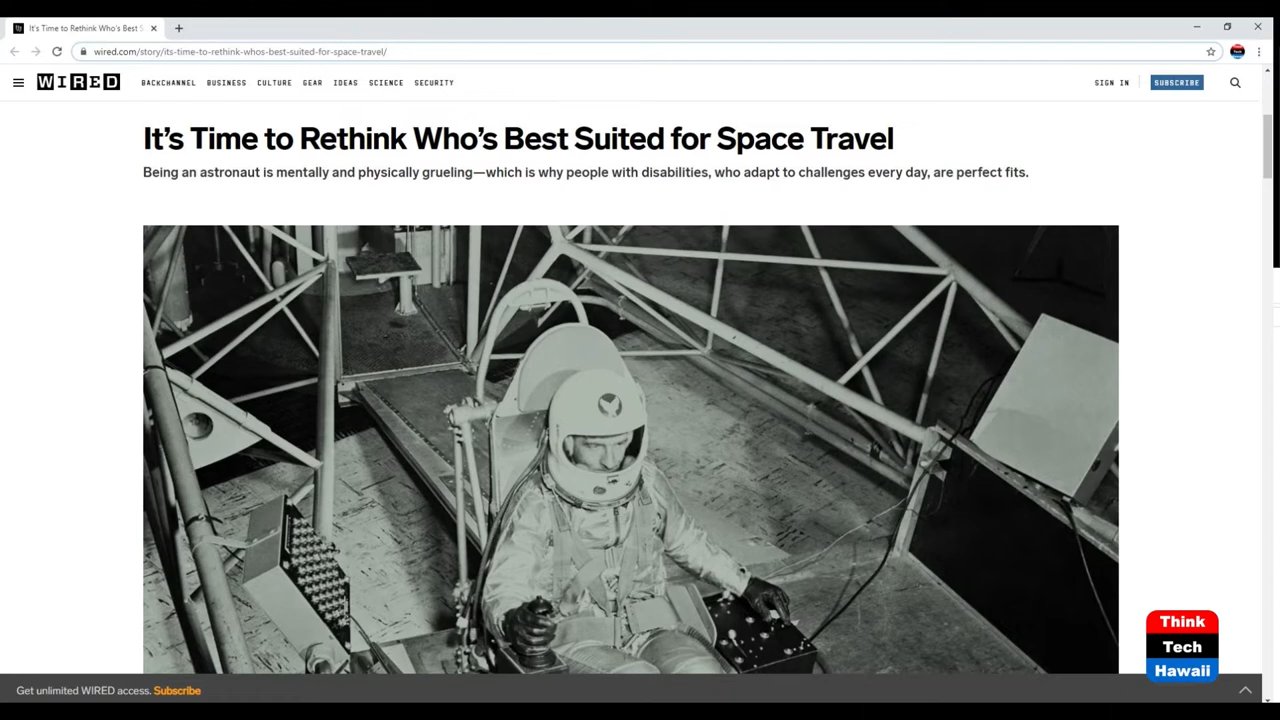 It's Time to Rethink Who's Best S
wired.com/story/its-time-to-rethink-whos-best-suited-for-space-travel/
WIRED BACKCHANNEL BUSINESS CULTURE GEAR IDEAS SCIENCE SECURITY SIGN IN SUBSCRIBE
It's Time to Rethink Who's Best Suited for Space Travel
Being an astronaut is mentally and physically grueling—which is why people with disabilities, who adapt to challenges every day, are perfect fits.
Think
Tech
Hawaii
Get unlimited WIRED access. Subscribe